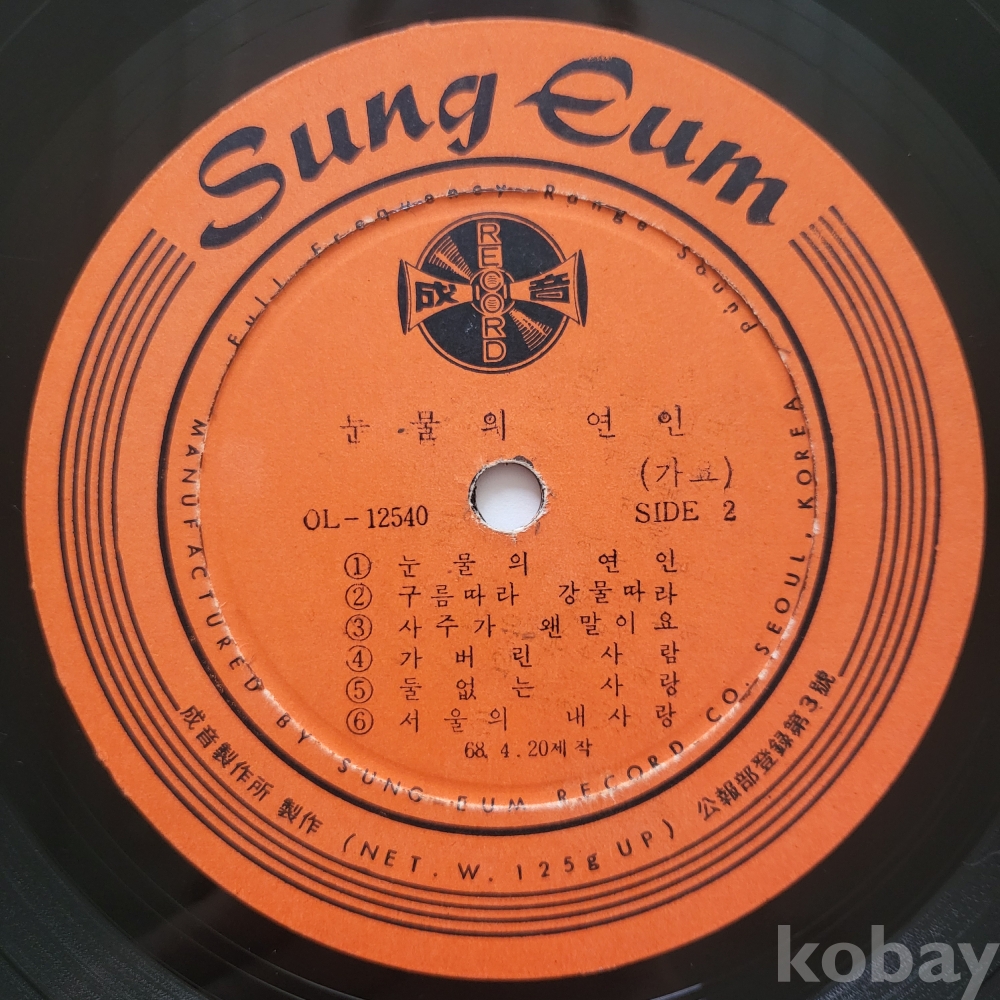 Sung Eum
Full Frequency Range Sound
RECORD
成音
눈물의 연인
(가요)
OL-12540
SIDE 2
① 눈물의 연인
② 구름따라 강물따라
③ 사주가 왠말이요
④ 가버린 사람
⑤ 둘없는 사랑
⑥ 서울의 내사랑
68. 4. 20제작
MANUFACTURED BY SUNG EUM RECORD CO. SEOUL, KOREA
成音製作所 製作 (NET. W. 125g UP) 公報部登録第3號
kobay